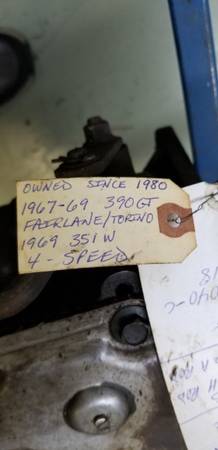 OWNED SINCE 1980
1967-69 390GT
FAIRLANE/TORINO
1969 351W
4-SPEED